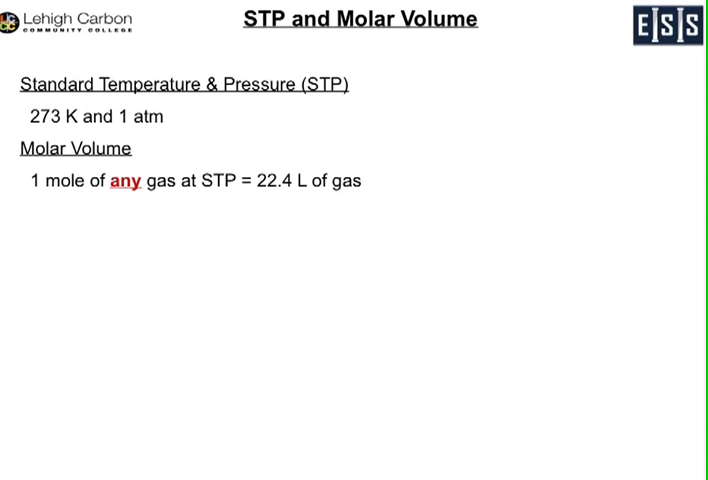 Lehigh Carbon
COMMUNITY COLLEGE
STP and Molar Volume
E|S|S
Standard Temperature & Pressure (STP)
273 K and 1 atm
Molar Volume
1 mole of any gas at STP = 22.4 L of gas